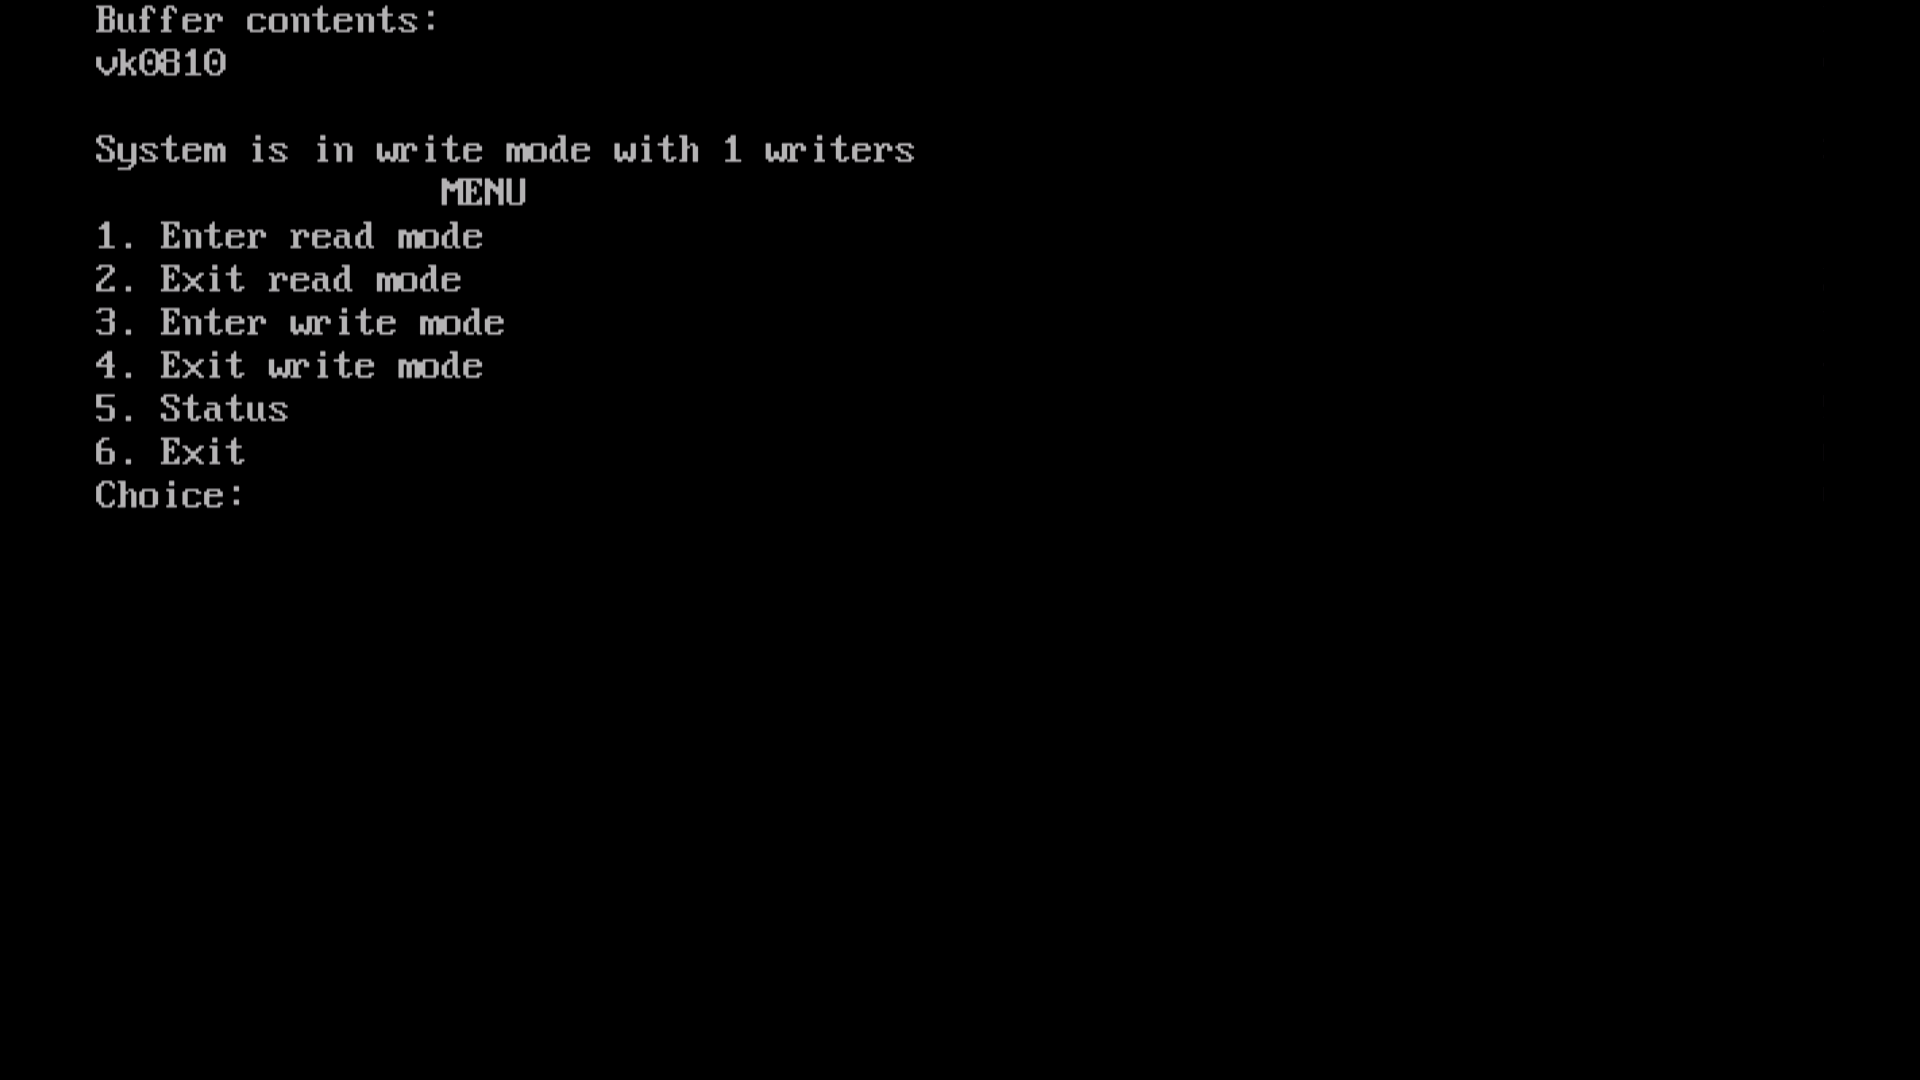 Buffer contents:
vk0810
System is in write mode with 1 writers
MENU
1. Enter read mode
2. Exit read mode
3. Enter write mode
4. Exit write mode
5. Status
6. Exit
Choice: